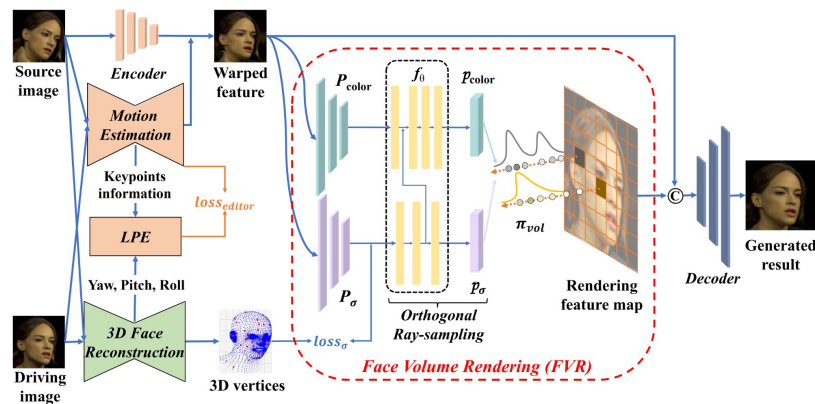 Source
image
Encoder
Warped
feature
Motion
Estimation
Keypoints
information
loss_editor
LPE
Yaw, Pitch, Roll
3D Face
Reconstruction
Driving
image
3D vertices
loss_σ
P_color
f_θ
p_color
P_σ
p_σ
Orthogonal
Ray-sampling
π_vol
Rendering
feature map
Face Volume Rendering (FVR)
C
Decoder
Generated
result